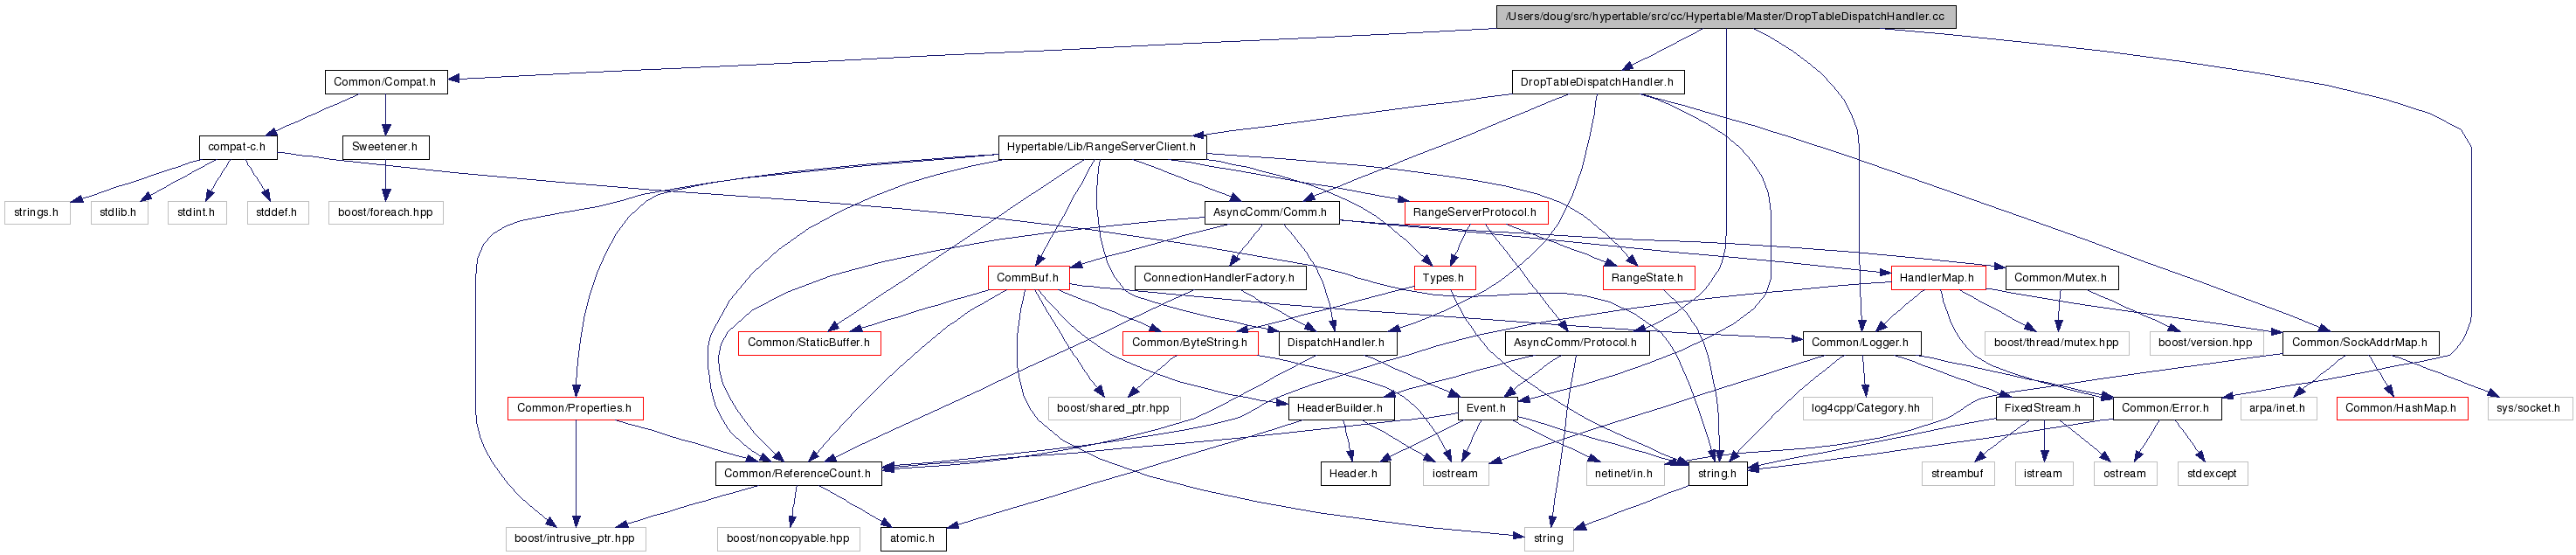 /Users/doug/src/hypertable/src/cc/Hypertable/Master/DropTableDispatchHandler.cc
Common/Compat.h
DropTableDispatchHandler.h
compat-c.h
Sweetener.h
Hypertable/Lib/RangeServerClient.h
strings.h
stdlib.h
stdint.h
stddef.h
boost/foreach.hpp
AsyncComm/Comm.h
RangeServerProtocol.h
CommBuf.h
ConnectionHandlerFactory.h
Types.h
RangeState.h
HandlerMap.h
Common/Mutex.h
Common/StaticBuffer.h
Common/ByteString.h
DispatchHandler.h
AsyncComm/Protocol.h
Common/Logger.h
boost/thread/mutex.hpp
boost/version.hpp
Common/SockAddrMap.h
Common/Properties.h
boost/shared_ptr.hpp
HeaderBuilder.h
Event.h
log4cpp/Category.hh
FixedStream.h
Common/Error.h
arpa/inet.h
Common/HashMap.h
sys/socket.h
Common/ReferenceCount.h
Header.h
iostream
netinet/in.h
string.h
streambuf
istream
ostream
stdexcept
boost/intrusive_ptr.hpp
boost/noncopyable.hpp
atomic.h
string